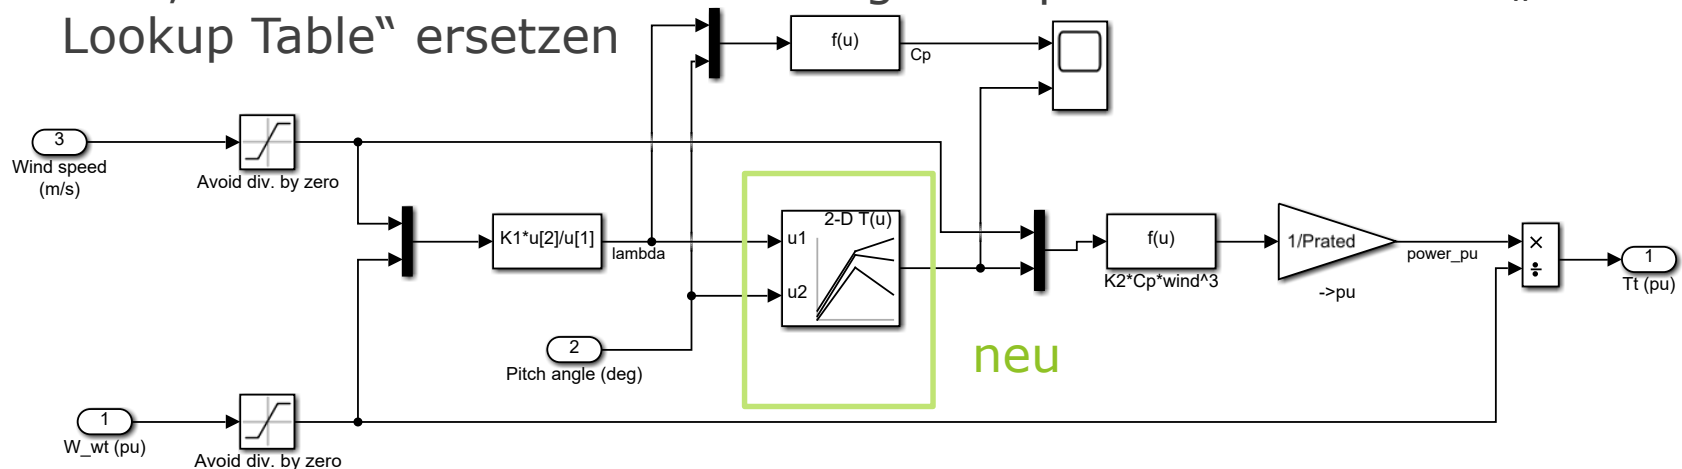 Lookup Table“ ersetzen
f(u)
Cp
3
Wind speed
(m/s)
Avoid div. by zero
K1*u[2]/u[1]
lambda
2-D T(u)
u1
u2
f(u)
K2*Cp*wind^3
1/Prated
->pu
power_pu
×
÷
1
Tt (pu)
2
Pitch angle (deg)
neu
1
W_wt (pu)
Avoid div. by zero